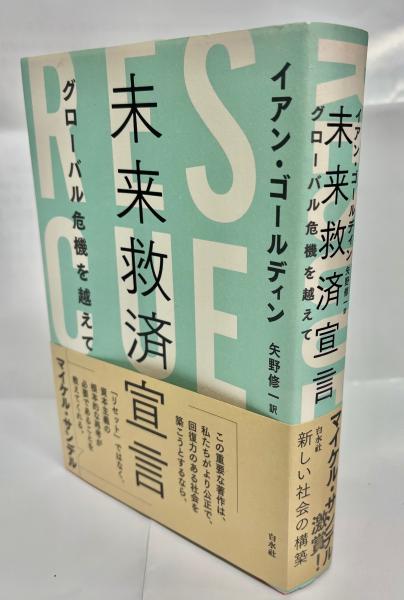 RES
CUE
イアン・ゴールディン
未来救済宣言
グローバル危機を越えて
矢野修一 訳
この重要な著作は、
私たちがより公正で、
回復力のある社会を
築こうとするなら、
「リセット」ではなく、
資本主義の
根本的な再考が
必要であることを
教えてくれる。
マイケル・サンデル
白水社
イアン・ゴールディン
未来救済宣言
グローバル危機を越えて
矢野修一 訳
白水社
マイケル・サンデル
激賞!
新しい社会の構築